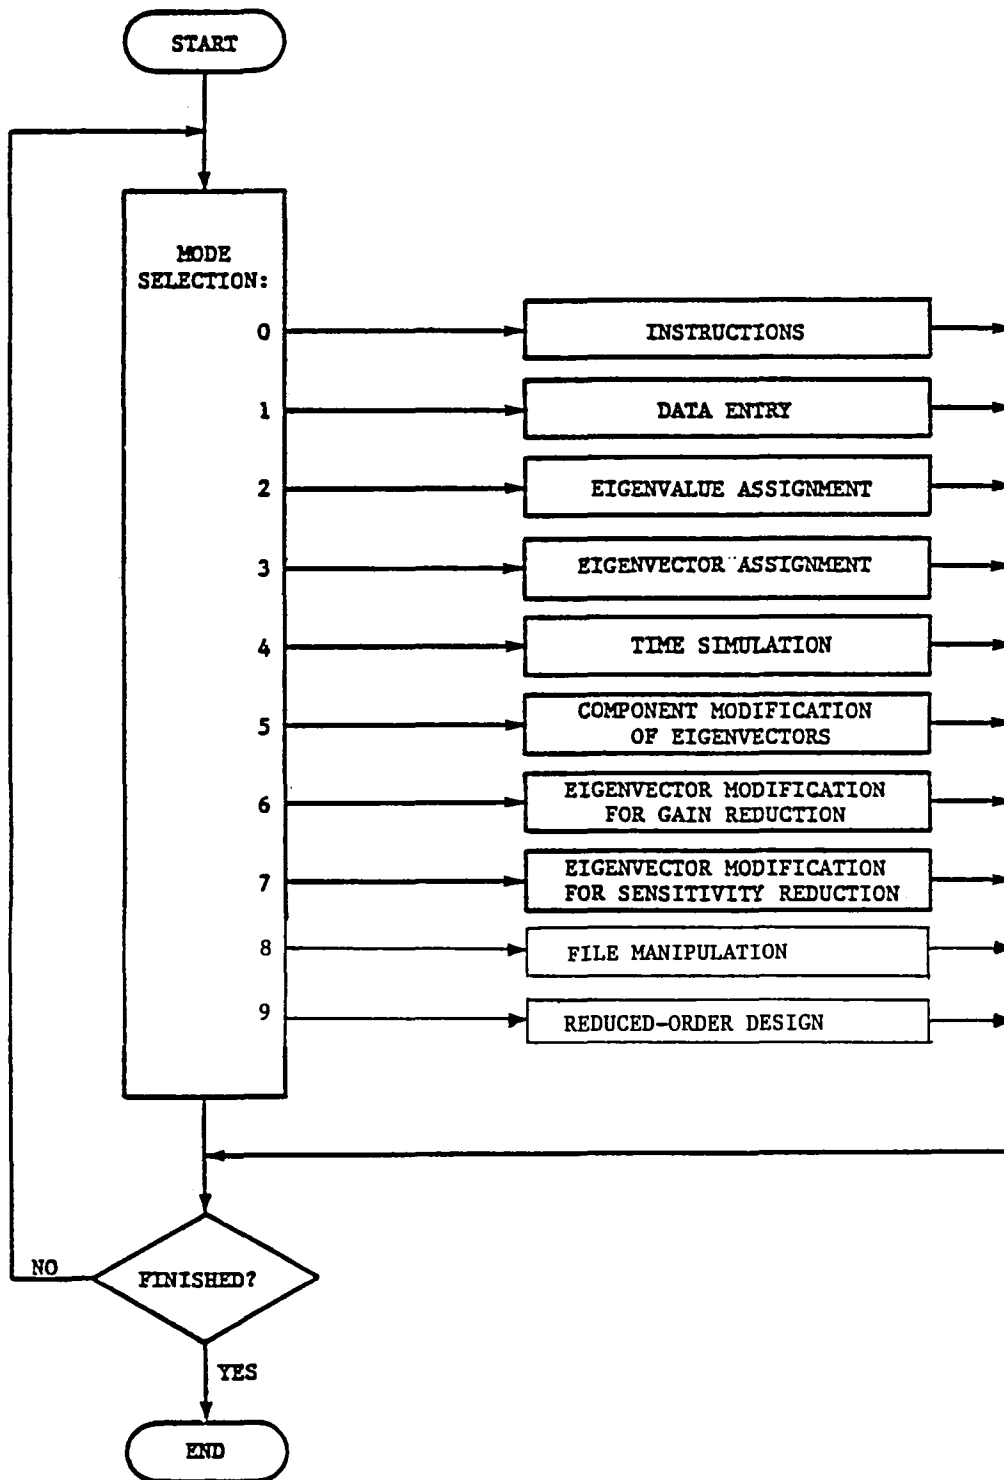 START
MODE
SELECTION:
0
INSTRUCTIONS
1
DATA ENTRY
2
EIGENVALUE ASSIGNMENT
3
EIGENVECTOR ASSIGNMENT
4
TIME SIMULATION
5
COMPONENT MODIFICATION
OF EIGENVECTORS
6
EIGENVECTOR MODIFICATION
FOR GAIN REDUCTION
7
EIGENVECTOR MODIFICATION
FOR SENSITIVITY REDUCTION
8
FILE MANIPULATION
9
REDUCED-ORDER DESIGN
NO
FINISHED?
YES
END